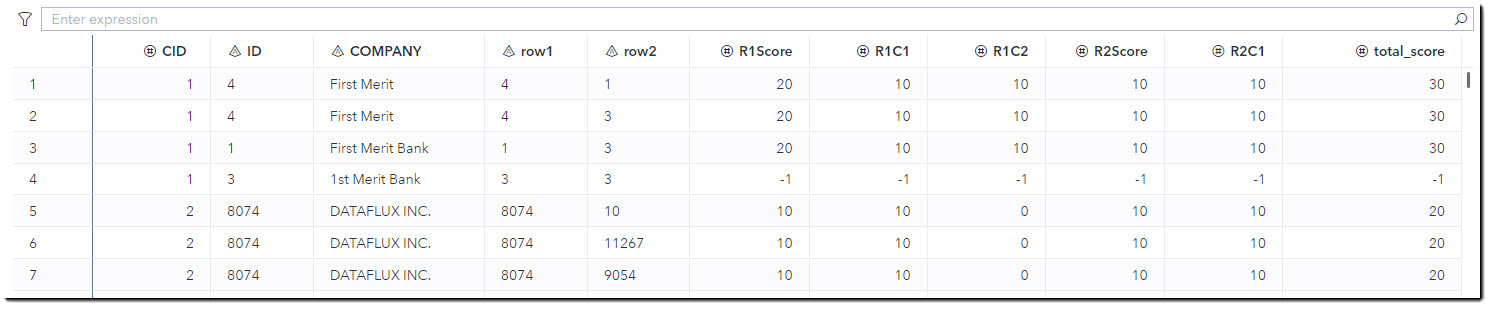 Enter expression
CID ID COMPANY row1 row2 R1Score R1C1 R1C2 R2Score R2C1 total_score
1 1 4 First Merit 4 1 20 10 10 10 10 30
2 1 4 First Merit 4 3 20 10 10 10 10 30
3 1 1 First Merit Bank 1 3 20 10 10 10 10 30
4 1 3 1st Merit Bank 3 3 -1 -1 -1 -1 -1 -1
5 2 8074 DATAFLUX INC. 8074 10 10 10 0 10 10 20
6 2 8074 DATAFLUX INC. 8074 11267 10 10 0 10 10 20
7 2 8074 DATAFLUX INC. 8074 9054 10 10 0 10 10 20